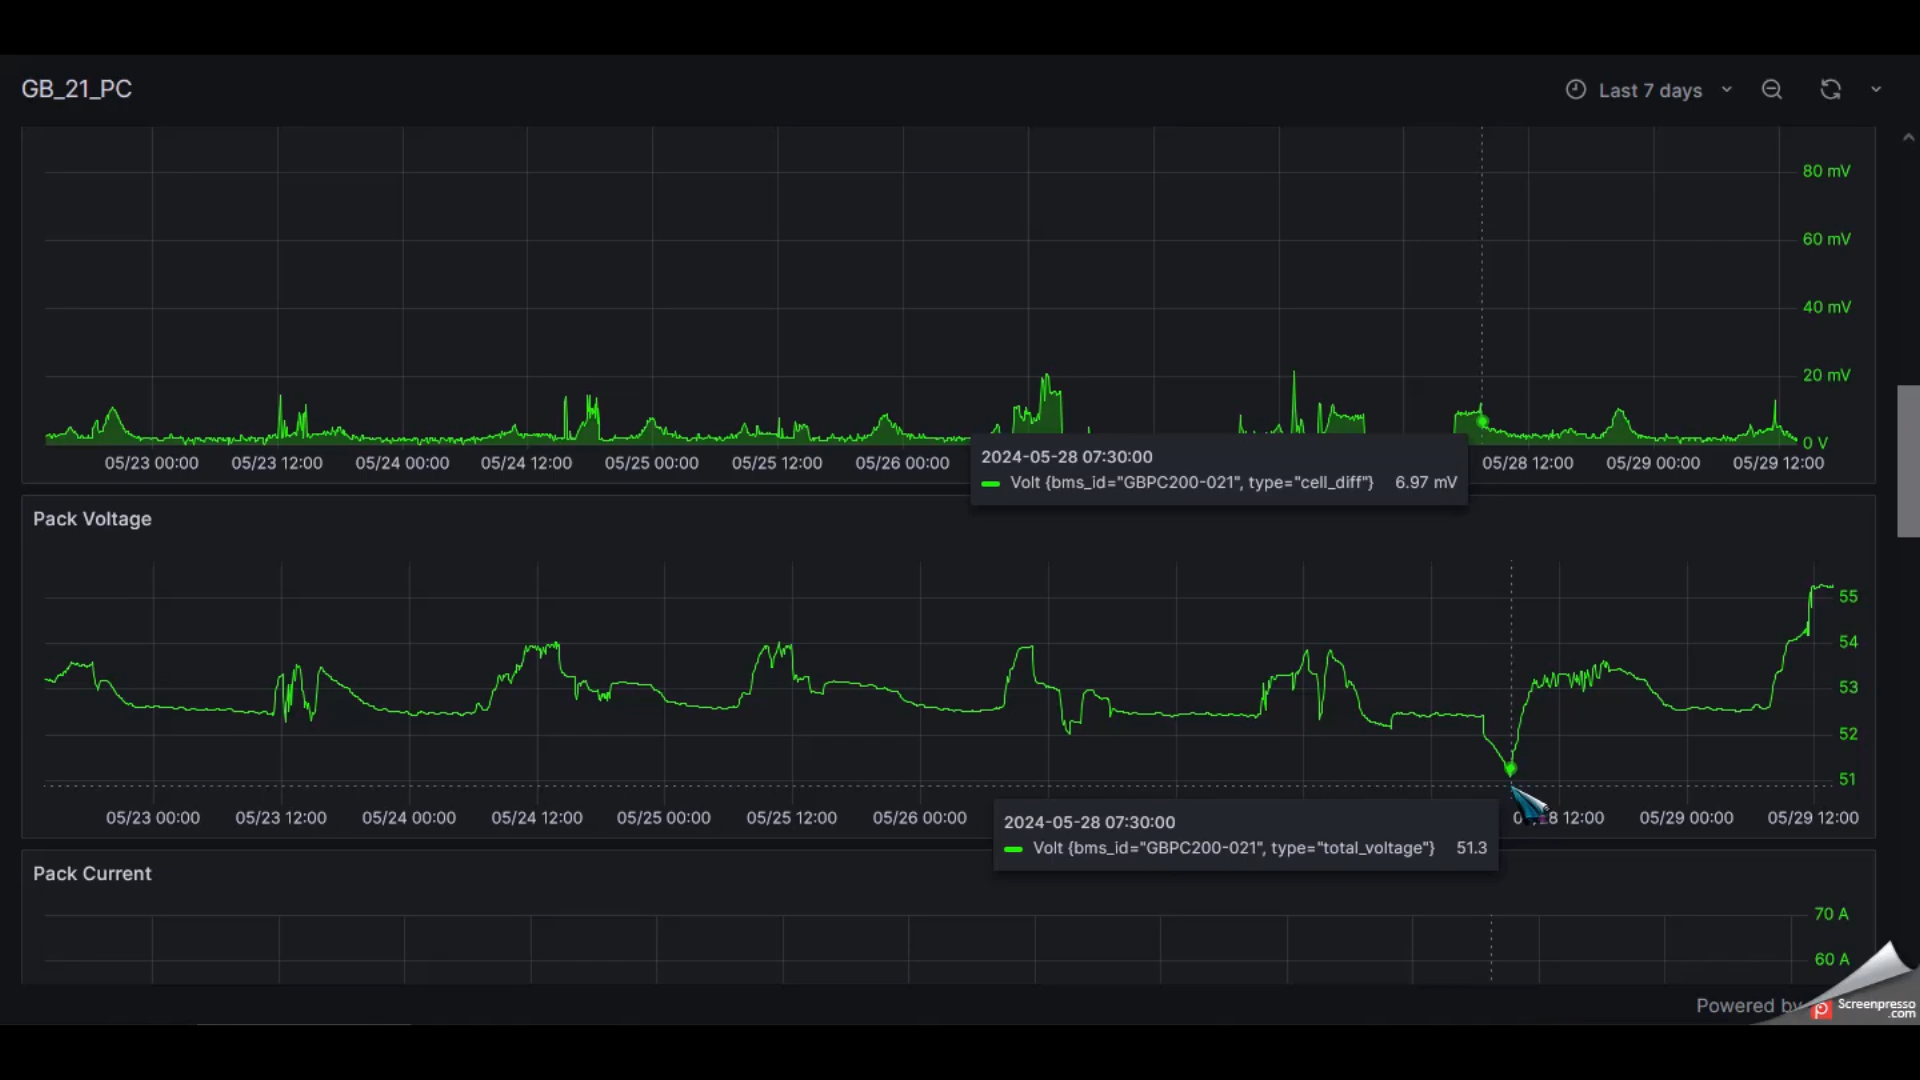 GB_21_PC
Last 7 days
80 mV
60 mV
40 mV
20 mV
0 V
05/23 00:00
05/23 12:00
05/24 00:00
05/24 12:00
05/25 00:00
05/25 12:00
05/26 00:00
05/28 12:00
05/29 00:00
05/29 12:00
2024-05-28 07:30:00
Volt {bms_id="GBPC200-021", type="cell_diff"} 6.97 mV
Pack Voltage
55
54
53
52
51
05/23 00:00
05/23 12:00
05/24 00:00
05/24 12:00
05/25 00:00
05/25 12:00
05/26 00:00
8 12:00
05/29 00:00
05/29 12:00
2024-05-28 07:30:00
Volt {bms_id="GBPC200-021", type="total_voltage"} 51.3
Pack Current
70 A
60 A
Powered by
Screenpresso
.com